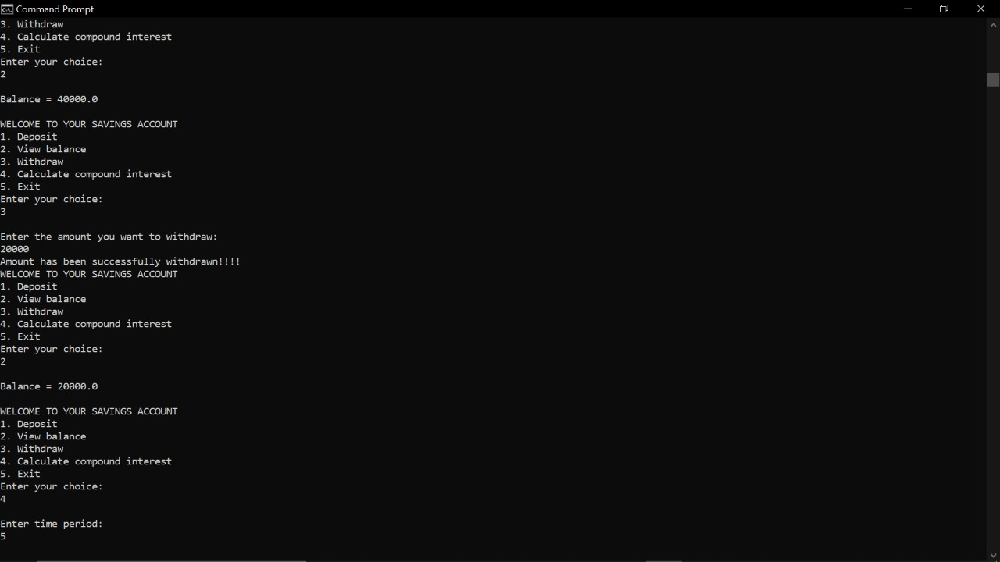 Command Prompt
3. Withdraw
4. Calculate compound interest
5. Exit
Enter your choice:
2
Balance = 40000.0
WELCOME TO YOUR SAVINGS ACCOUNT
1. Deposit
2. View balance
3. Withdraw
4. Calculate compound interest
5. Exit
Enter your choice:
3
Enter the amount you want to withdraw:
20000
Amount has been successfully withdrawn!!!!
WELCOME TO YOUR SAVINGS ACCOUNT
1. Deposit
2. View balance
3. Withdraw
4. Calculate compound interest
5. Exit
Enter your choice:
2
Balance = 20000.0
WELCOME TO YOUR SAVINGS ACCOUNT
1. Deposit
2. View balance
3. Withdraw
4. Calculate compound interest
5. Exit
Enter your choice:
4
Enter time period:
5